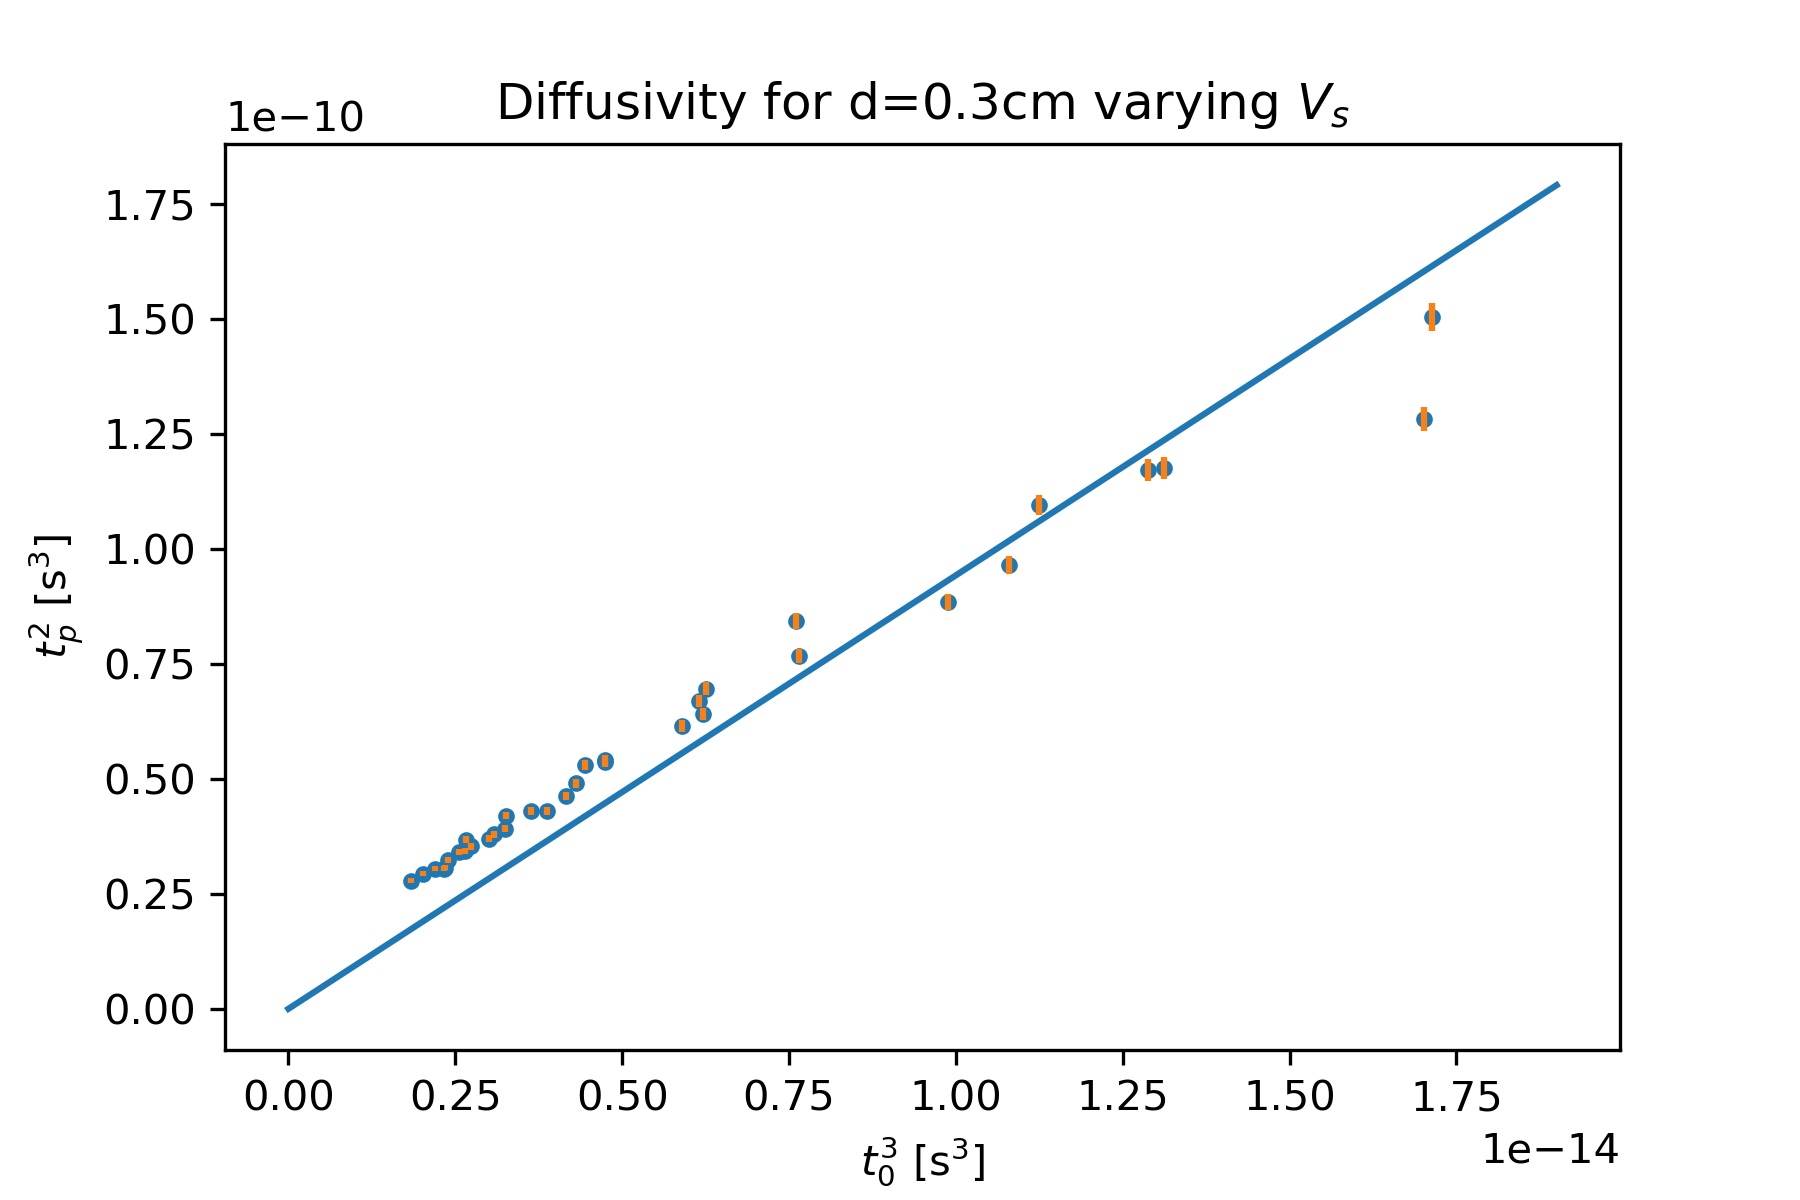 Diffusivity for d=0.3cm varying $V_s$
1e−10
1.75
1.50
1.25
1.00
0.75
0.50
0.25
0.00
$t_p^2$ [s$^3$]
0.00 0.25 0.50 0.75 1.00 1.25 1.50 1.75
1e−14
$t_0^3$ [s$^3$]